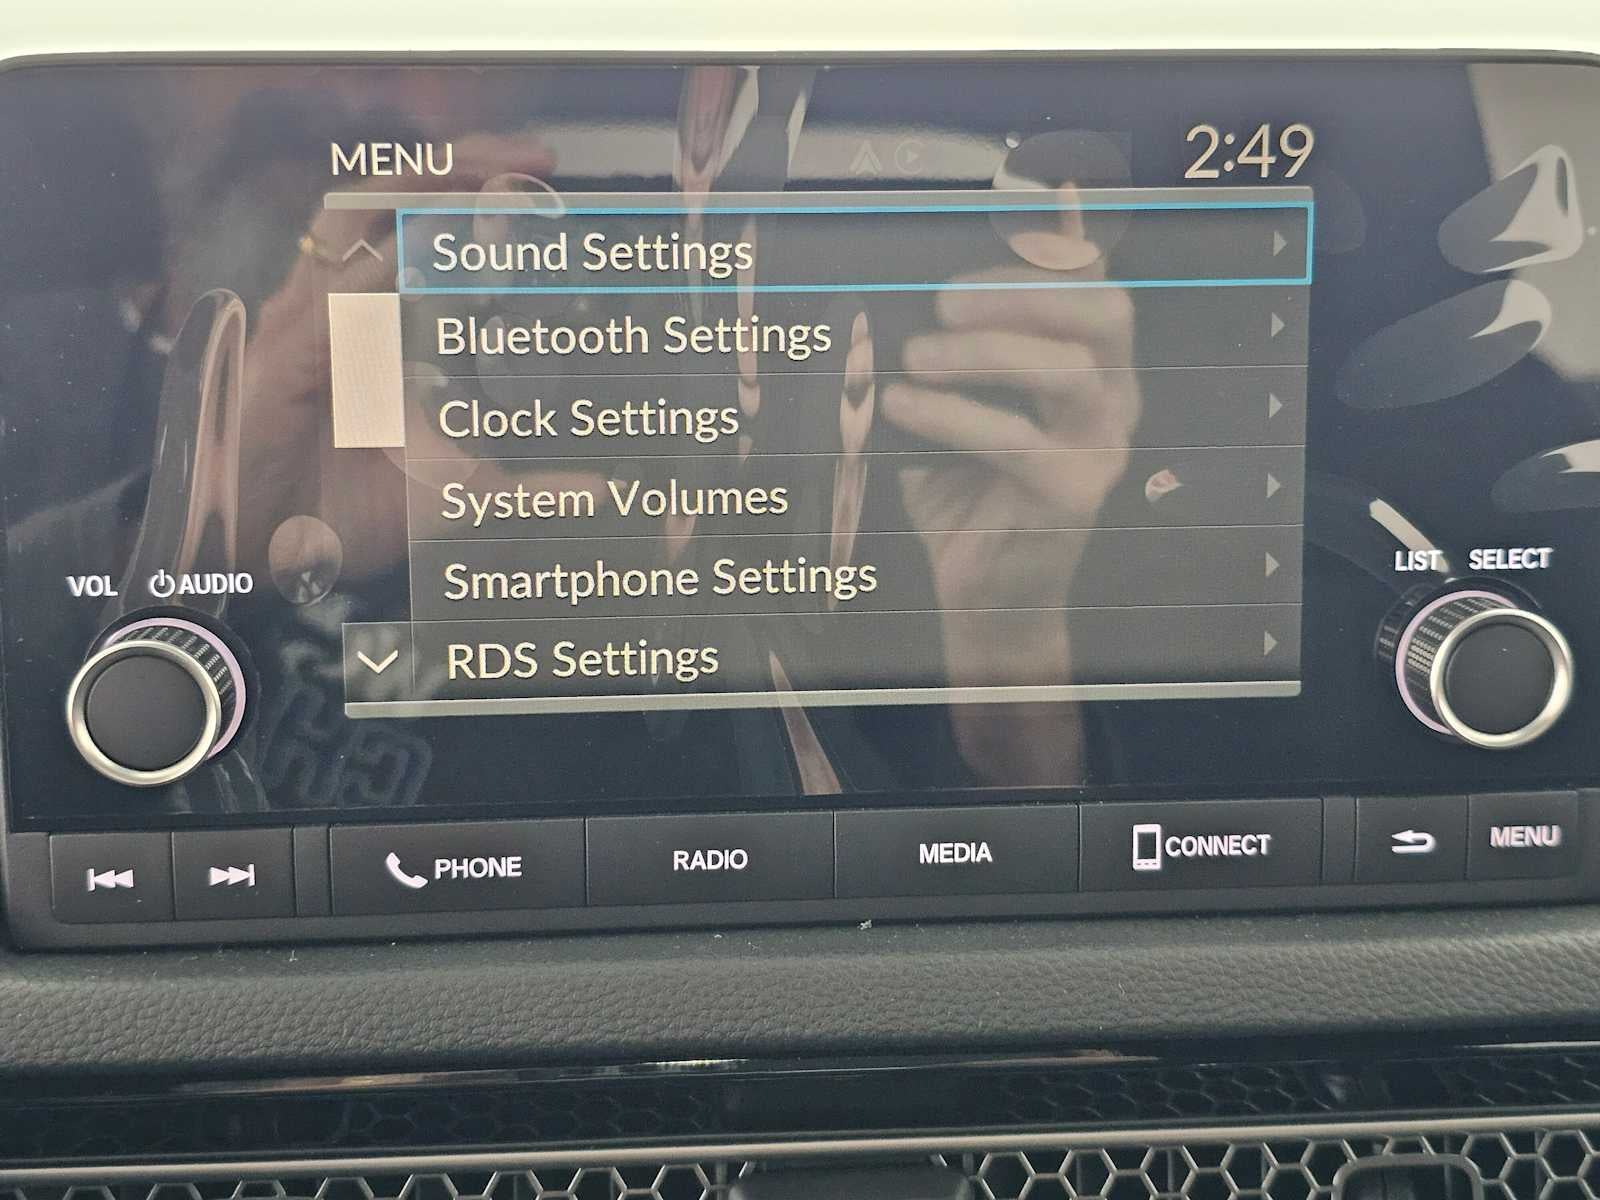 MENU
2:49
Sound Settings
Bluetooth Settings
Clock Settings
System Volumes
Smartphone Settings
RDS Settings
VOL AUDIO
LIST SELECT
PHONE
RADIO
MEDIA
CONNECT
MENU